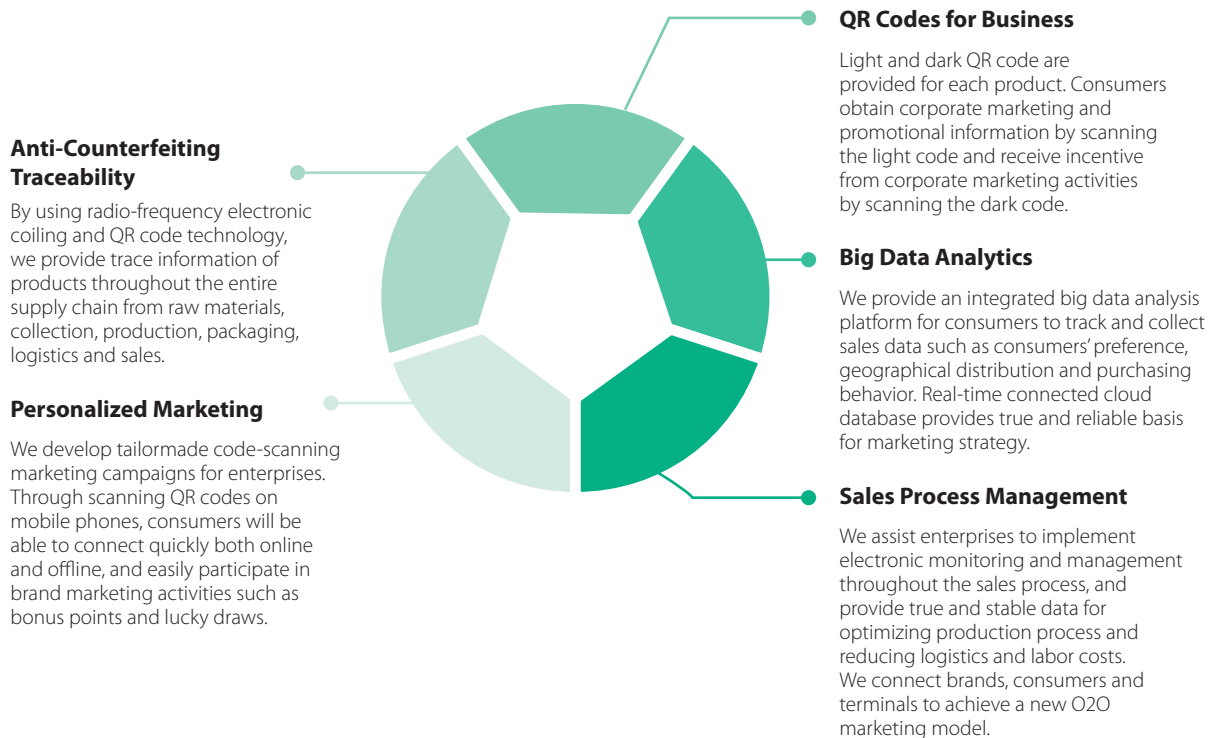 QR Codes for Business
Light and dark QR code are
provided for each product. Consumers
obtain corporate marketing and
promotional information by scanning
the light code and receive incentive
from corporate marketing activities
by scanning the dark code.
Big Data Analytics
We provide an integrated big data analysis
platform for consumers to track and collect
sales data such as consumers’ preference,
geographical distribution and purchasing
behavior. Real-time connected cloud
database provides true and reliable basis
for marketing strategy.
Sales Process Management
We assist enterprises to implement
electronic monitoring and management
throughout the sales process, and
provide true and stable data for
optimizing production process and
reducing logistics and labor costs.
We connect brands, consumers and
terminals to achieve a new O2O
marketing model.
Anti-Counterfeiting
Traceability
By using radio-frequency electronic
coiling and QR code technology,
we provide trace information of
products throughout the entire
supply chain from raw materials,
collection, production, packaging,
logistics and sales.
Personalized Marketing
We develop tailormade code-scanning
marketing campaigns for enterprises.
Through scanning QR codes on
mobile phones, consumers will be
able to connect quickly both online
and offline, and easily participate in
brand marketing activities such as
bonus points and lucky draws.